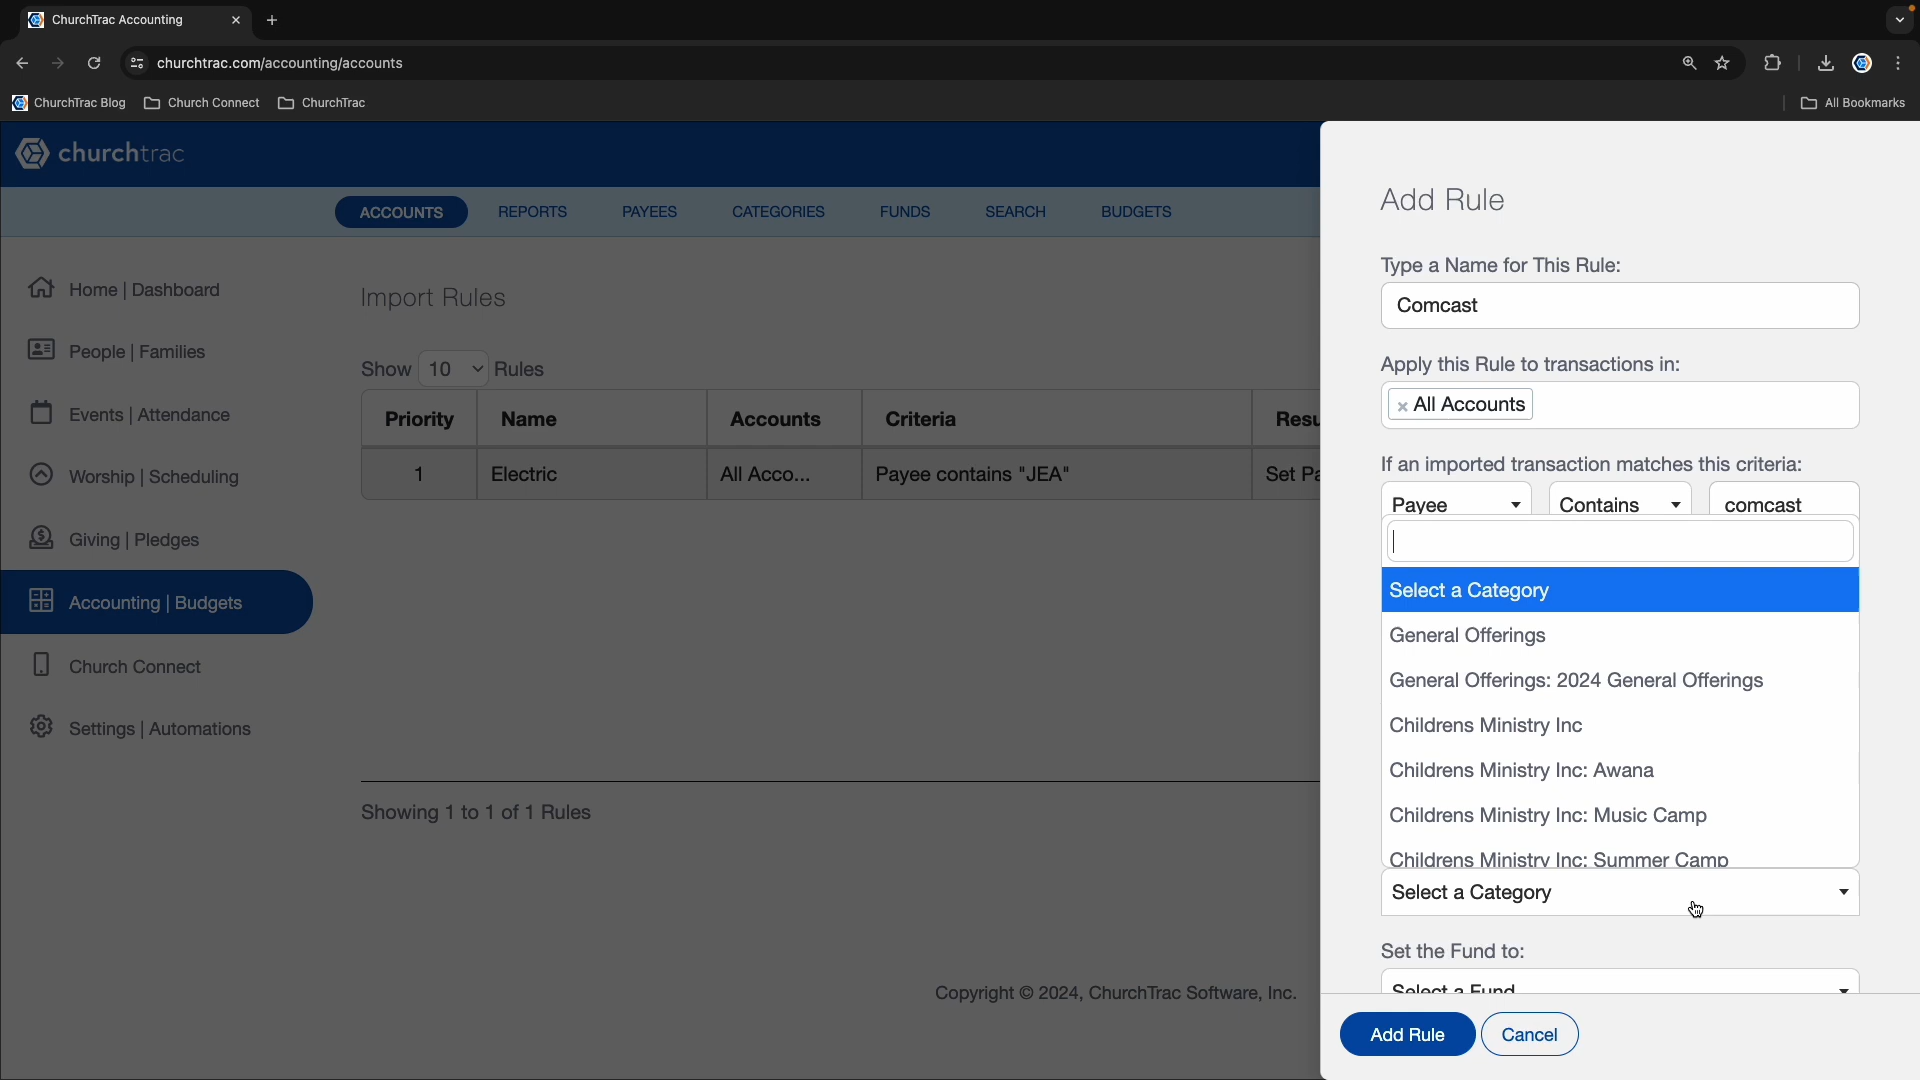 ChurchTrac Accounting
churchtrac.com/accounting/accounts
ChurchTrac Blog
Church Connect
ChurchTrac
All Bookmarks
churchtrac
ACCOUNTS
REPORTS
PAYEES
CATEGORIES
FUNDS
SEARCH
BUDGETS
Home | Dashboard
People | Families
Events | Attendance
Worship | Scheduling
Giving | Pledges
Accounting | Budgets
Church Connect
Settings | Automations
Import Rules
Show 10 Rules
Priority Name Accounts Criteria Resu
1 Electric All Acco... Payee contains "JEA" Set Pa
Showing 1 to 1 of 1 Rules
Copyright © 2024, ChurchTrac Software, Inc.
Add Rule
Type a Name for This Rule:
Comcast
Apply this Rule to transactions in:
× All Accounts
If an imported transaction matches this criteria:
Payee Contains comcast
Select a Category
General Offerings
General Offerings: 2024 General Offerings
Childrens Ministry Inc
Childrens Ministry Inc: Awana
Childrens Ministry Inc: Music Camp
Childrens Ministry Inc: Summer Camp
Select a Category
Set the Fund to:
Select a Fund
Add Rule
Cancel